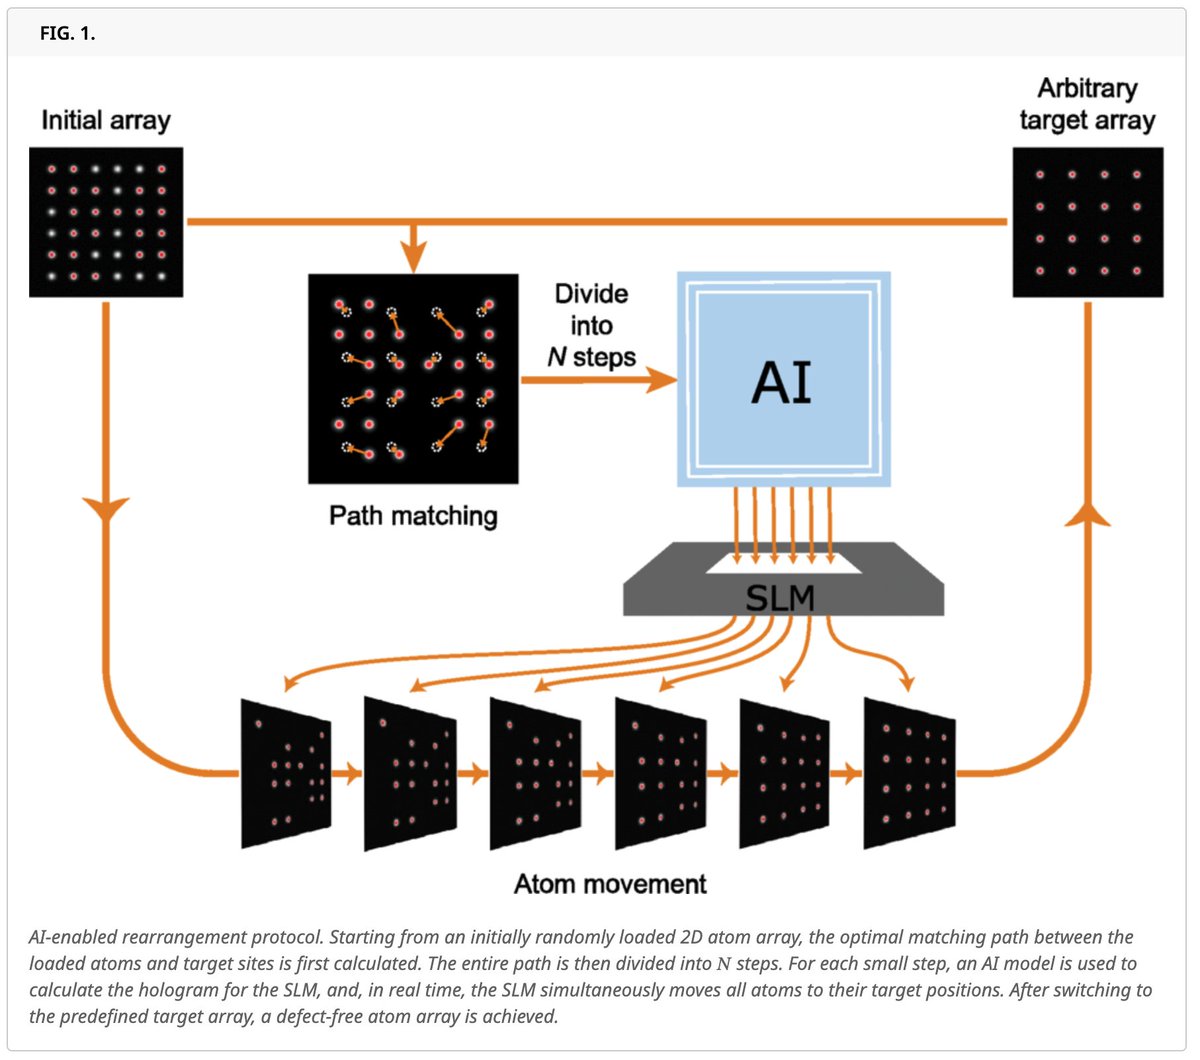 FIG. 1.
Initial array
Arbitrary
target array
Divide
into
N steps
AI
Path matching
SLM
Atom movement
AI-enabled rearrangement protocol. Starting from an initially randomly loaded 2D atom array, the optimal matching path between the
loaded atoms and target sites is first calculated. The entire path is then divided into N steps. For each small step, an AI model is used to
calculate the hologram for the SLM, and, in real time, the SLM simultaneously moves all atoms to their target positions. After switching to
the predefined target array, a defect-free atom array is achieved.